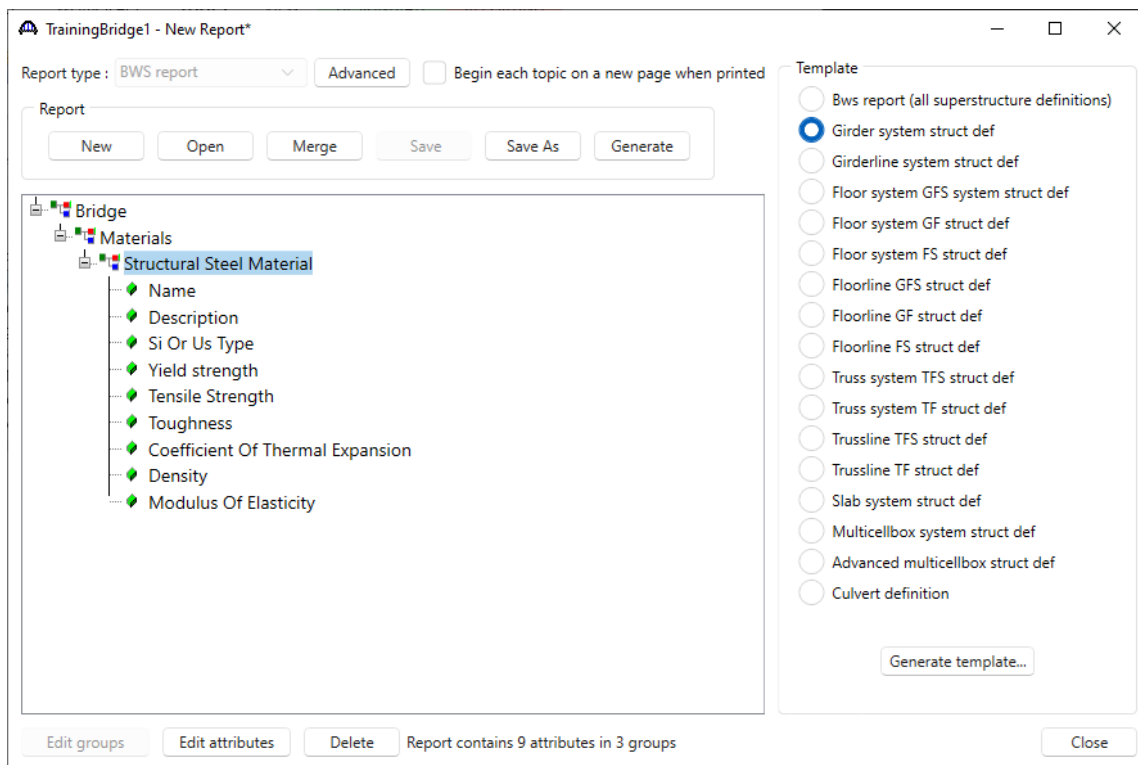 TrainingBridge1 - New Report*
Report type : BWS report Advanced Begin each topic on a new page when printed
Report
New Open Merge Save Save As Generate
Bridge
Materials
Structural Steel Material
Name
Description
Si Or Us Type
Yield strength
Tensile Strength
Toughness
Coefficient Of Thermal Expansion
Density
Modulus Of Elasticity
Template
Bws report (all superstructure definitions)
Girder system struct def
Girderline system struct def
Floor system GFS system struct def
Floor system GF struct def
Floor system FS struct def
Floorline GFS struct def
Floorline GF struct def
Floorline FS struct def
Truss system TFS struct def
Truss system TF struct def
Trussline TFS struct def
Trussline TF struct def
Slab system struct def
Multicellbox system struct def
Advanced multicellbox struct def
Culvert definition
Generate template...
Edit groups Edit attributes Delete Report contains 9 attributes in 3 groups Close